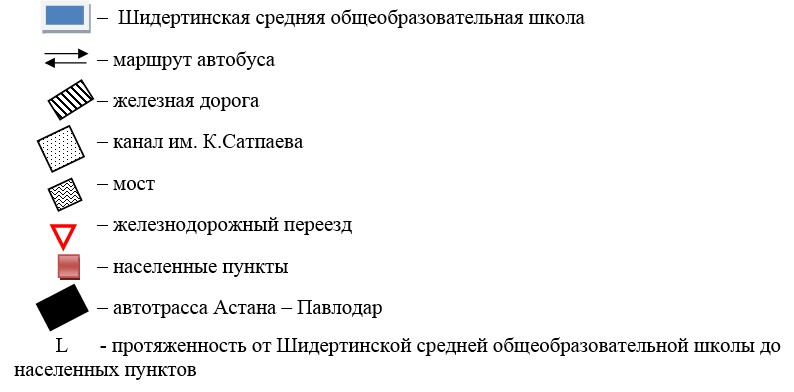 – Шидертинская средняя общеобразовательная школа
– маршрут автобуса
– железная дорога
– канал им. К.Сатпаева
– мост
– железнодорожный переезд
– населенные пункты
– автотрасса Астана – Павлодар
L - протяженность от Шидертинской средней общеобразовательной школы до
населенных пунктов